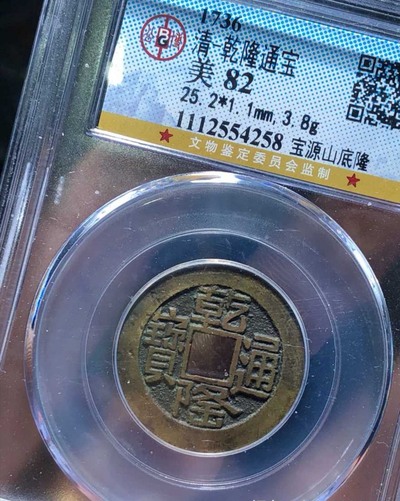 1736
清-乾隆通宝
美 82
25.2*1.1mm, 3.8g
1112554258 宝源山底隆
文物鉴定委员会监制
乾隆通寶